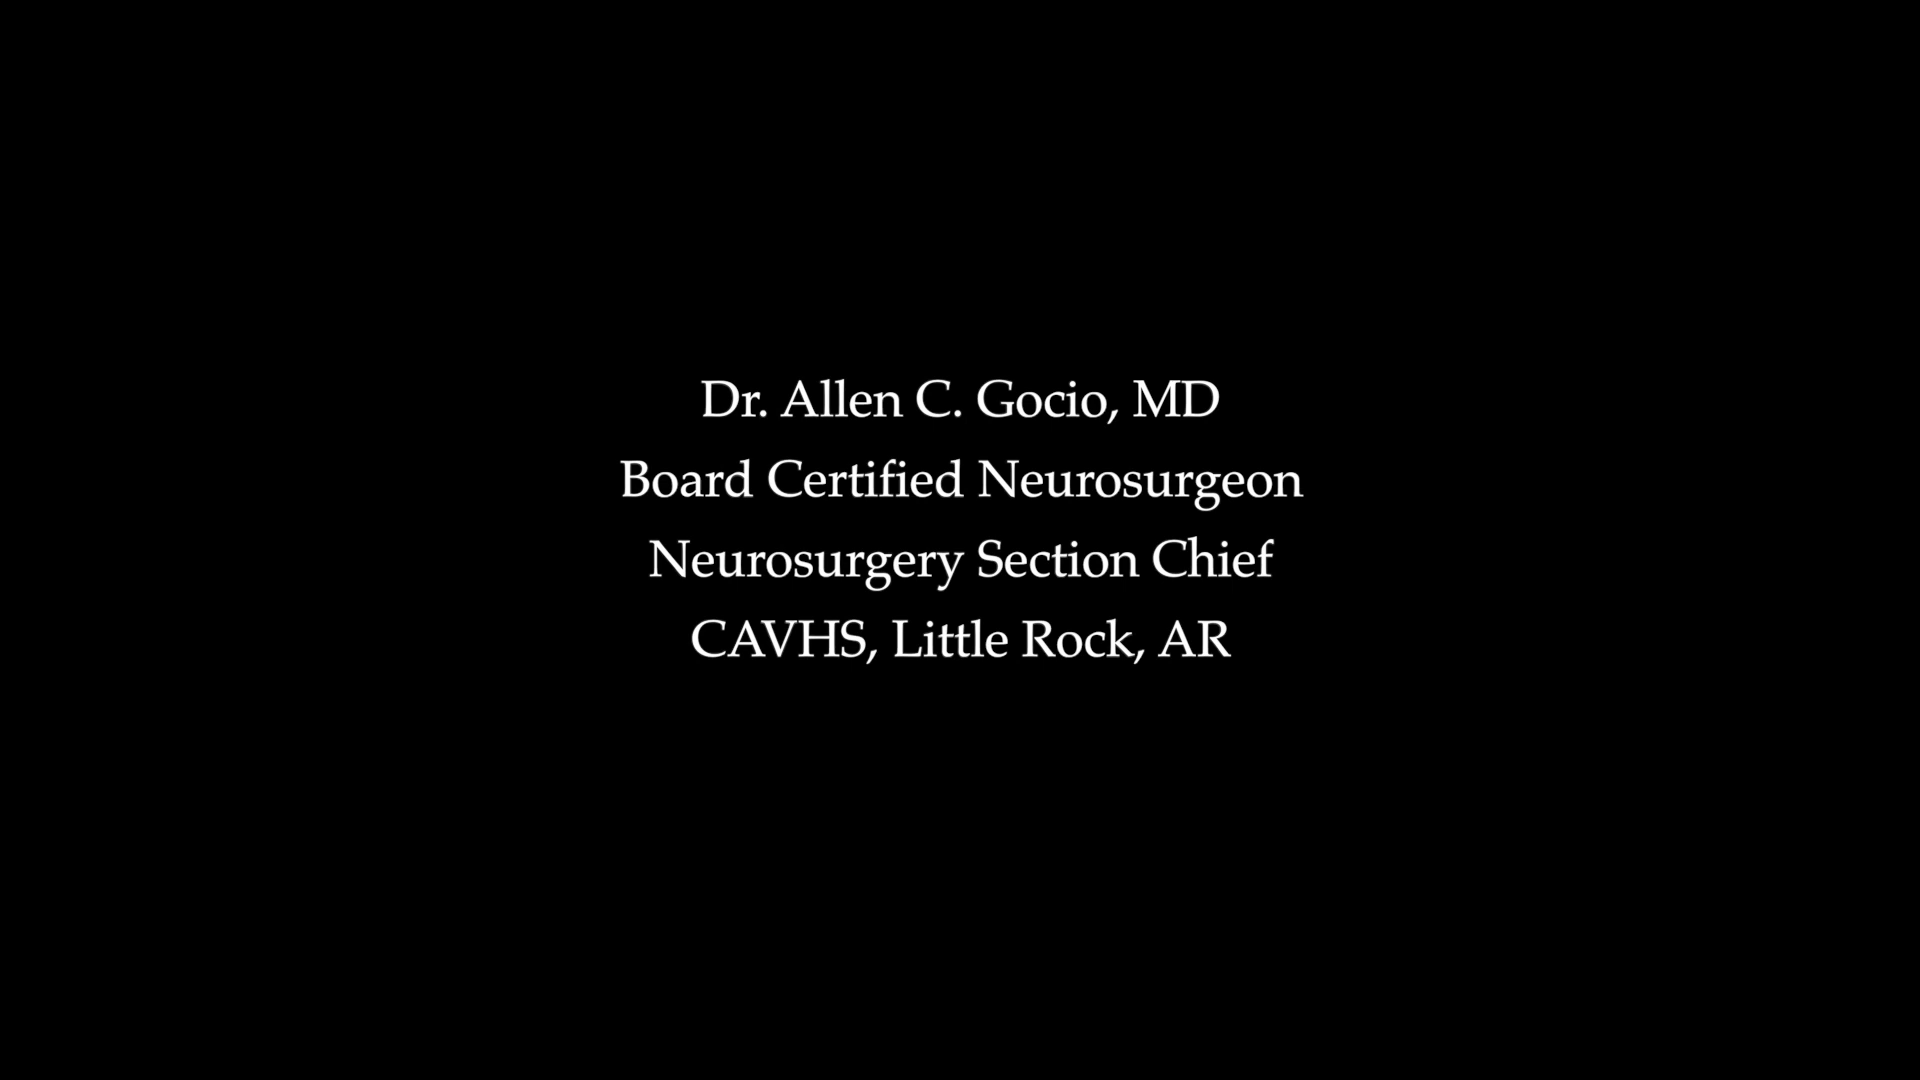 Dr. Allen C. Gocio, MD
Board Certified Neurosurgeon
Neurosurgery Section Chief
CAVHS, Little Rock, AR